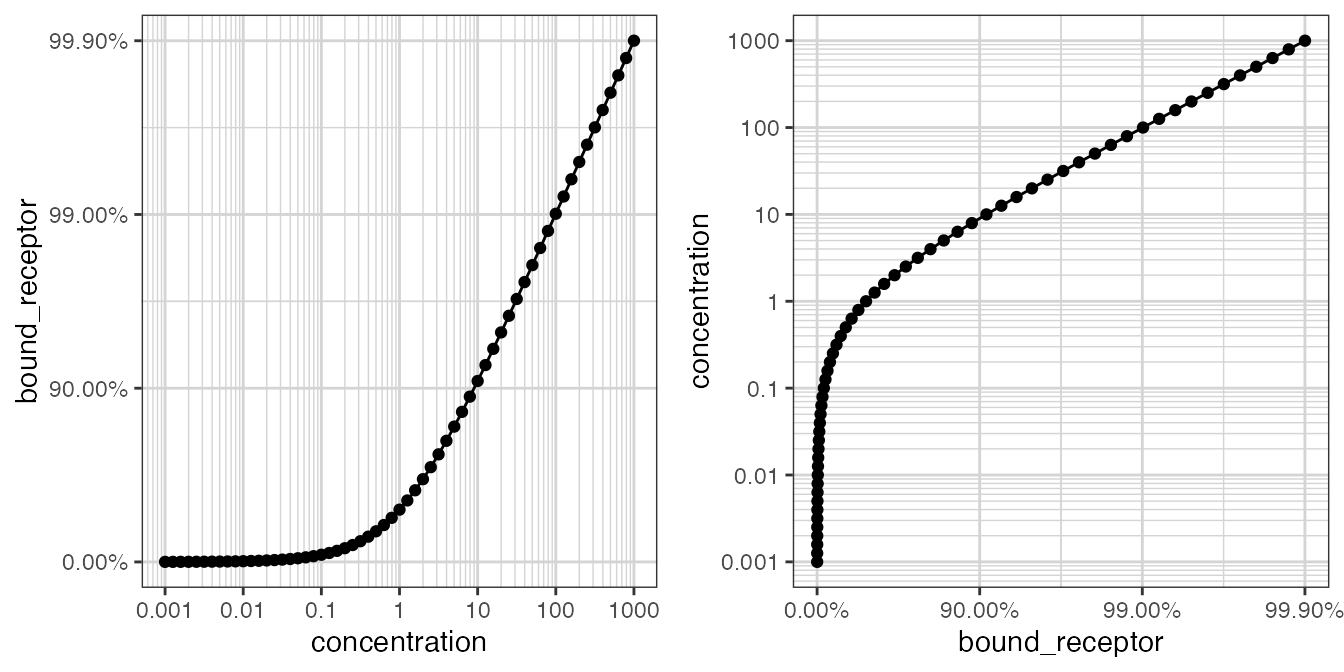 bound_receptor
99.90%
99.00%
90.00%
0.00%
0.001 0.01 0.1 1 10 100 1000
concentration
concentration
1000
100
10
1
0.1
0.01
0.001
0.00% 90.00% 99.00% 99.90%
bound_receptor